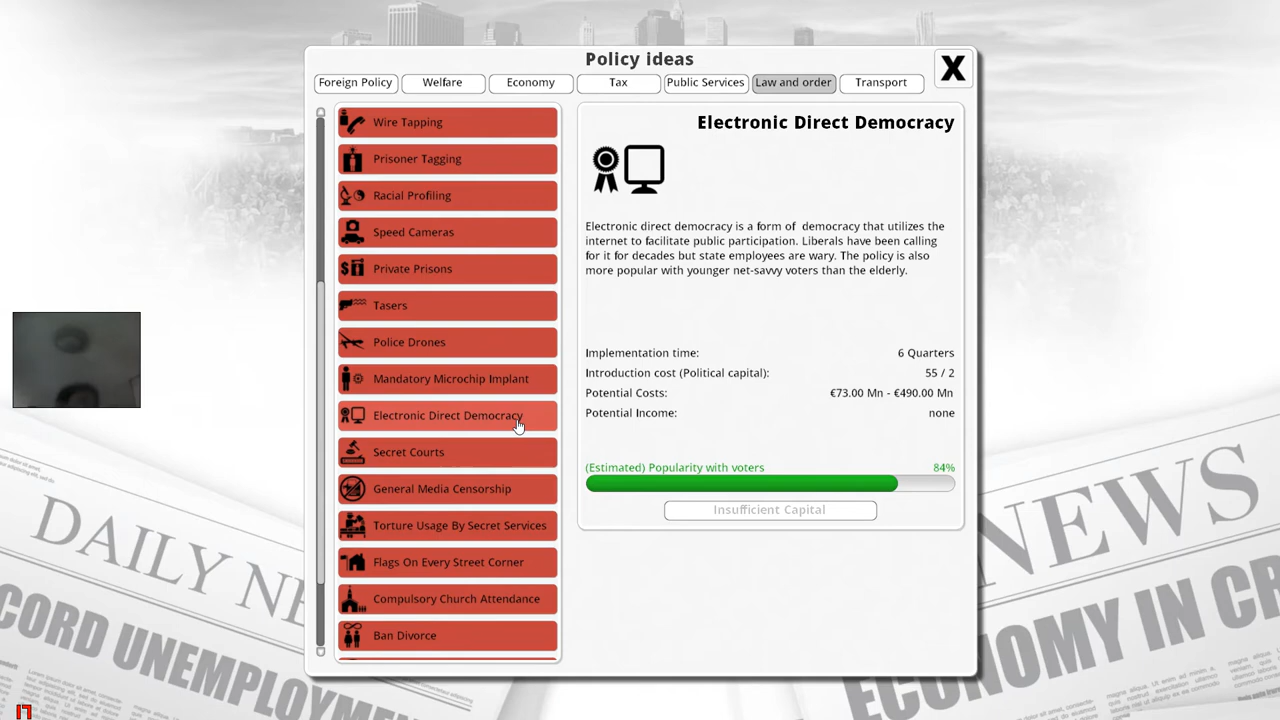 Policy ideas
X
Foreign Policy
Welfare
Economy
Tax
Public Services
Law and order
Transport
Wire Tapping
Prisoner Tagging
Racial Profiling
Speed Cameras
Private Prisons
Tasers
Police Drones
Mandatory Microchip Implant
Electronic Direct Democracy
Secret Courts
General Media Censorship
Torture Usage By Secret Services
Flags On Every Street Corner
Compulsory Church Attendance
Ban Divorce
Electronic Direct Democracy
Electronic direct democracy is a form of democracy that utilizes the
internet to facilitate public participation. Liberals have been calling
for it for decades but state employees are wary. The policy is also
more popular with younger net-savvy voters than the elderly.
Implementation time: 6 Quarters
Introduction cost (Political capital): 55 / 2
Potential Costs: €73.00 Mn - €490.00 Mn
Potential Income: none
(Estimated) Popularity with voters 84%
Insufficient Capital
DAILY NE
CORD UNEMPLOYM
NEWS
ECONOMY IN CR